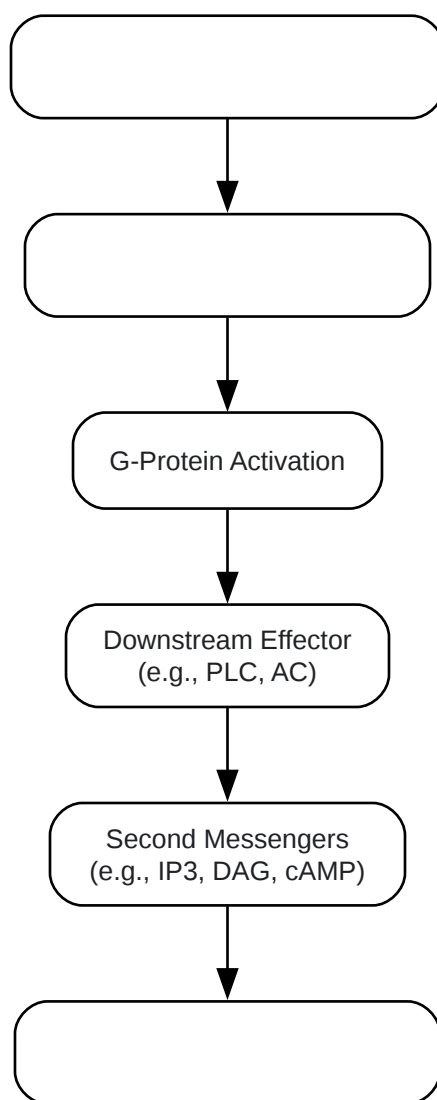 G-Protein Activation
Downstream Effector
(e.g., PLC, AC)
Second Messengers
(e.g., IP3, DAG, cAMP)